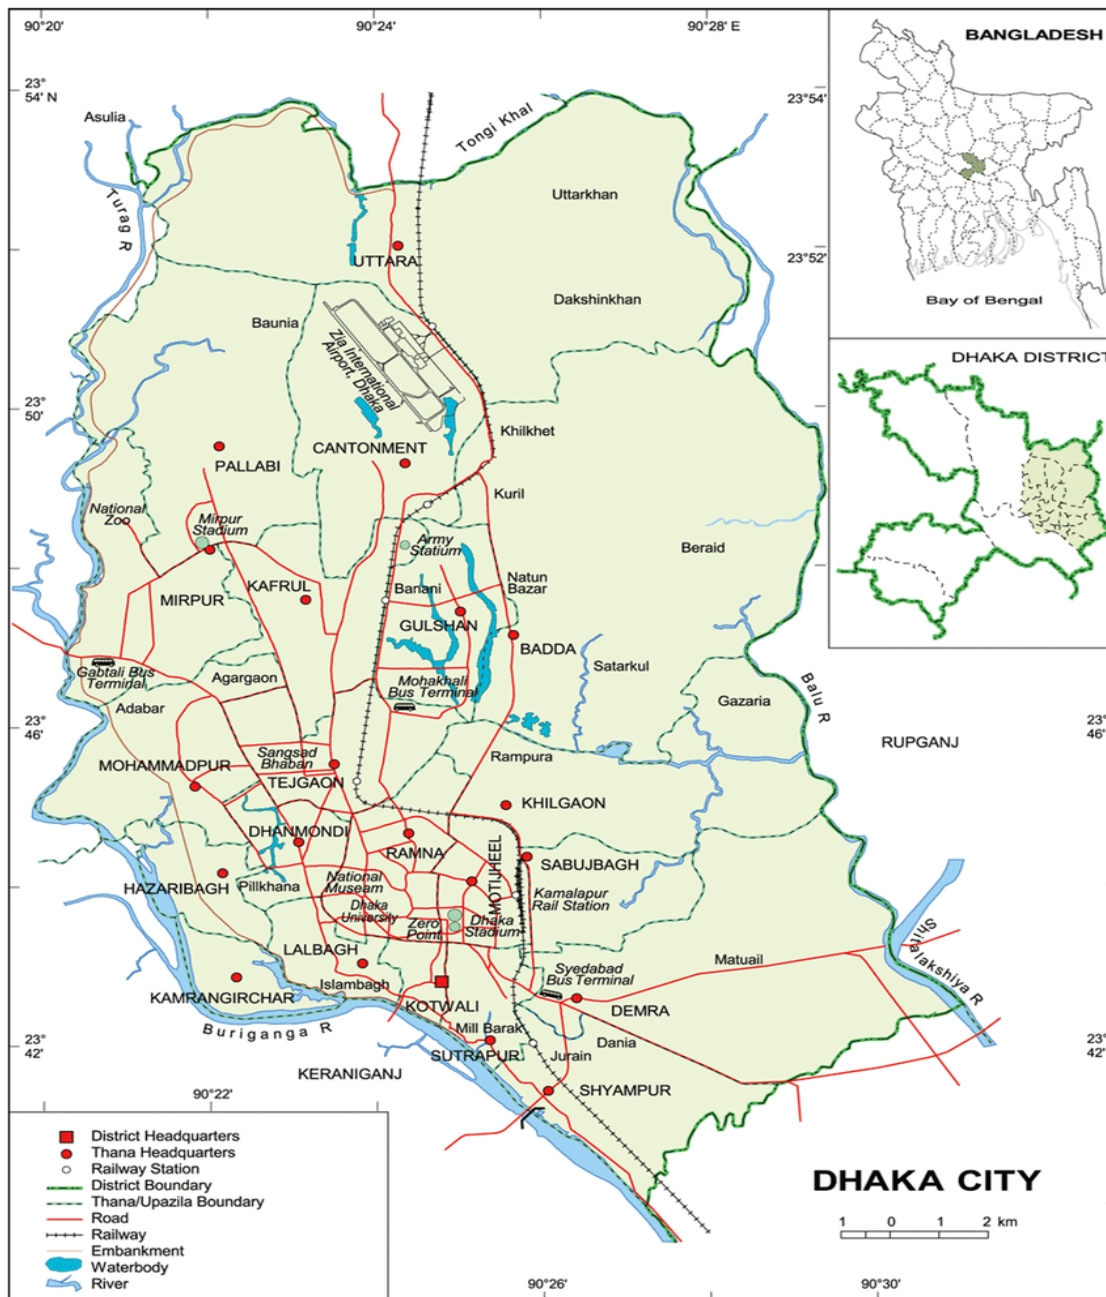 90°20'
90°24'
90°28' E
BANGLADESH
23°
54' N
23°54'
Asulia
Tongi Khal
Turag R
Uttarkhan
UTTARA
23°52'
Dakshinkhan
Bay of Bengal
Baunia
Zia International
Airport, Dhaka
DHAKA DISTRICT
23°
50'
Khilkhet
CANTONMENT
PALLABI
Kuril
National
Zoo
Mirpur
Stadium
Army
Statium
Beraid
KAFRUL
Banani
Natun
Bazar
MIRPUR
GULSHAN
BADDA
Satarkul
Gabtali Bus
Terminal
Agargaon
Mohakhali
Bus Terminal
Adabar
Gazaria
Balu R
23°
46'
23°
46'
RUPGANJ
Sangsad
Bhaban
Rampura
MOHAMMADPUR
TEJGAON
KHILGAON
DHANMONDI
RAMNA
MOTIJHEEL
SABUJBAGH
HAZARIBAGH
Pillkhana
National
Museam
Kamalapur
Rail Station
Dhaka
University
Zero
Point
Dhaka
Stadium
Shitalakshiya R
LALBAGH
Matuail
Syedabad
Bus Terminal
KAMRANGIRCHAR
Islambagh
KOTWALI
DEMRA
Buriganga R
Mill Barak
Dania
23°
42'
SUTRAPUR
Jurain
23°
42'
KERANIGANJ
SHYAMPUR
90°22'
District Headquarters
Thana Headquarters
Railway Station
District Boundary
Thana/Upazila Boundary
Road
Railway
Embankment
Waterbody
River
DHAKA CITY
1 0 2 km
90°26'
90°30'